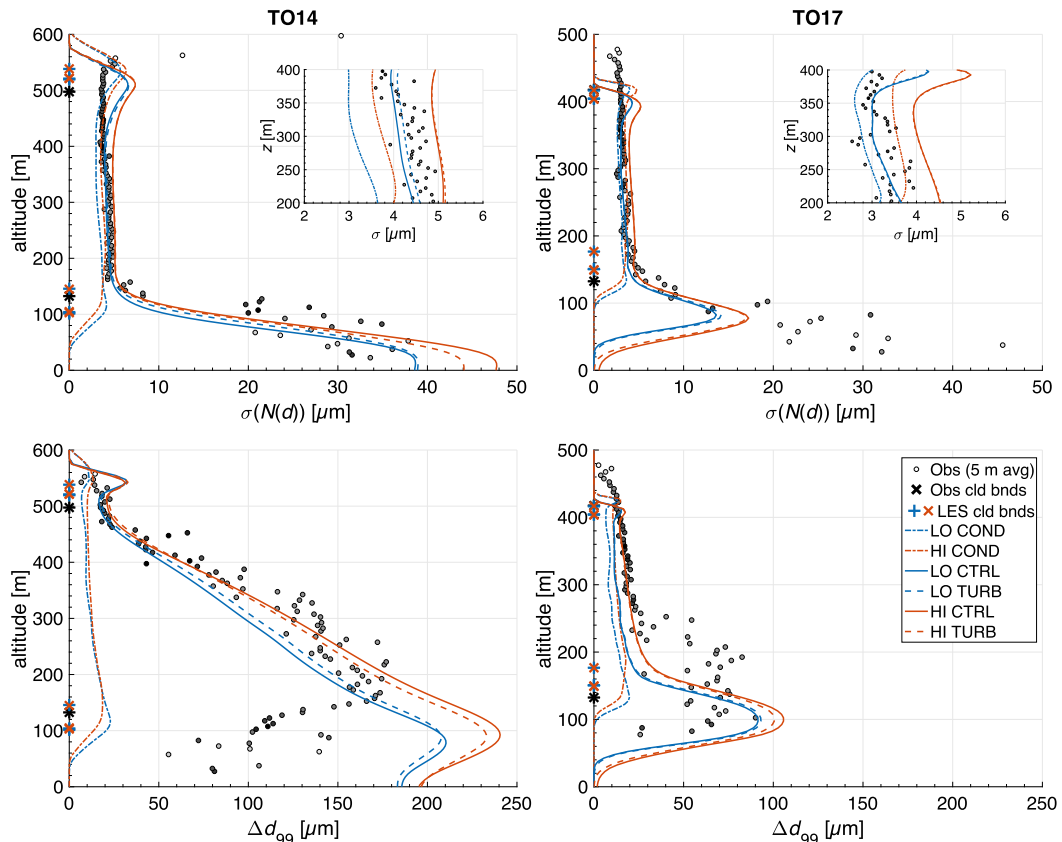 TO14
600
500
400
300
200
100
0
altitude [m]
0 10 20 30 40 50
σ(N(d)) [μm]
400
350
300
250
200
z [m]
2 3 4 5 6
σ [μm]
TO17
500
400
300
200
100
0
altitude [m]
0 10 20 30 40 50
σ(N(d)) [μm]
400
350
300
250
200
z [m]
2 3 4 5 6
σ [μm]
600
500
400
300
200
100
0
altitude [m]
0 50 100 150 200 250
Δd99 [μm]
500
400
300
200
100
0
altitude [m]
0 50 100 150 200 250
Δd99 [μm]
Obs (5 m avg)
Obs cld bnds
LES cld bnds
LO COND
HI COND
LO CTRL
LO TURB
HI CTRL
HI TURB